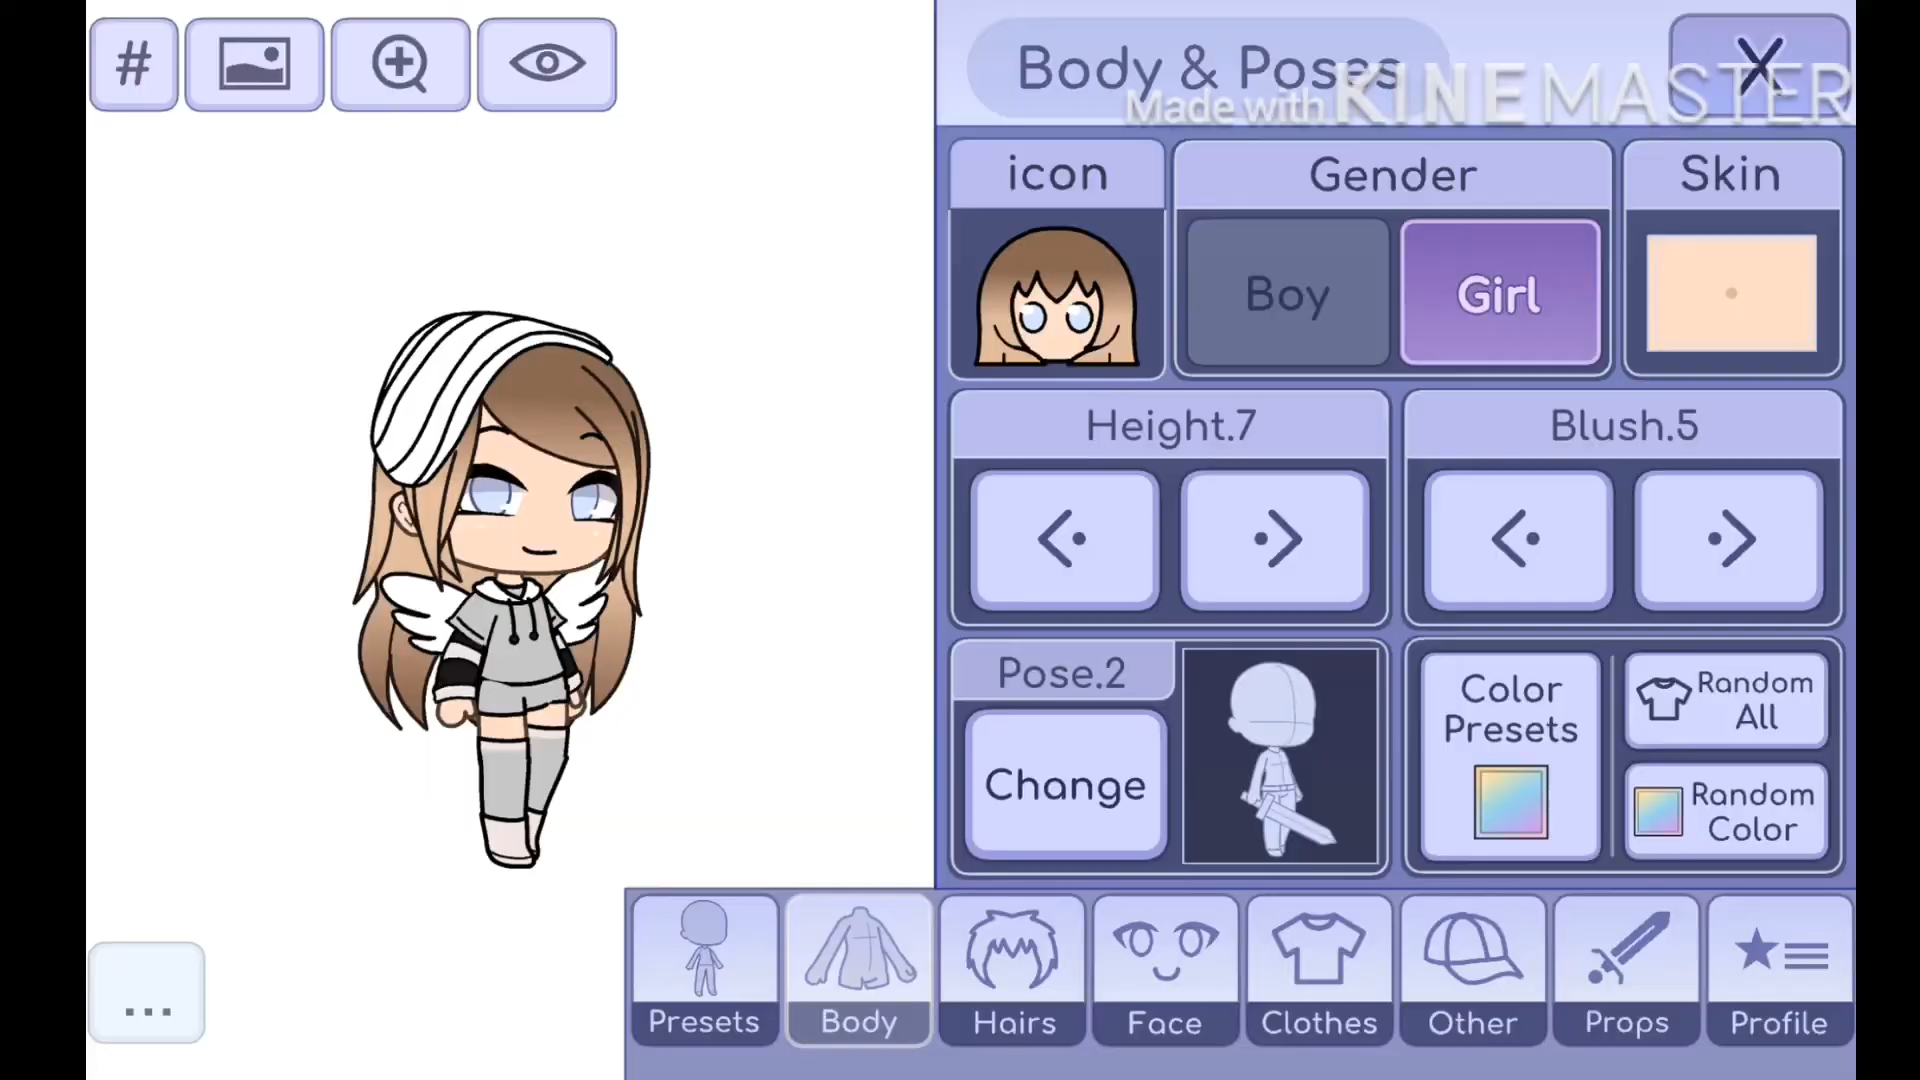 #
Body & Poses
X
Made with KINEMASTER
icon
Gender
Skin
Boy
Girl
Height.7
Blush.5
Pose.2
Change
Color
Presets
Random
All
Random
Color
...
Presets
Body
Hairs
Face
Clothes
Other
Props
Profile